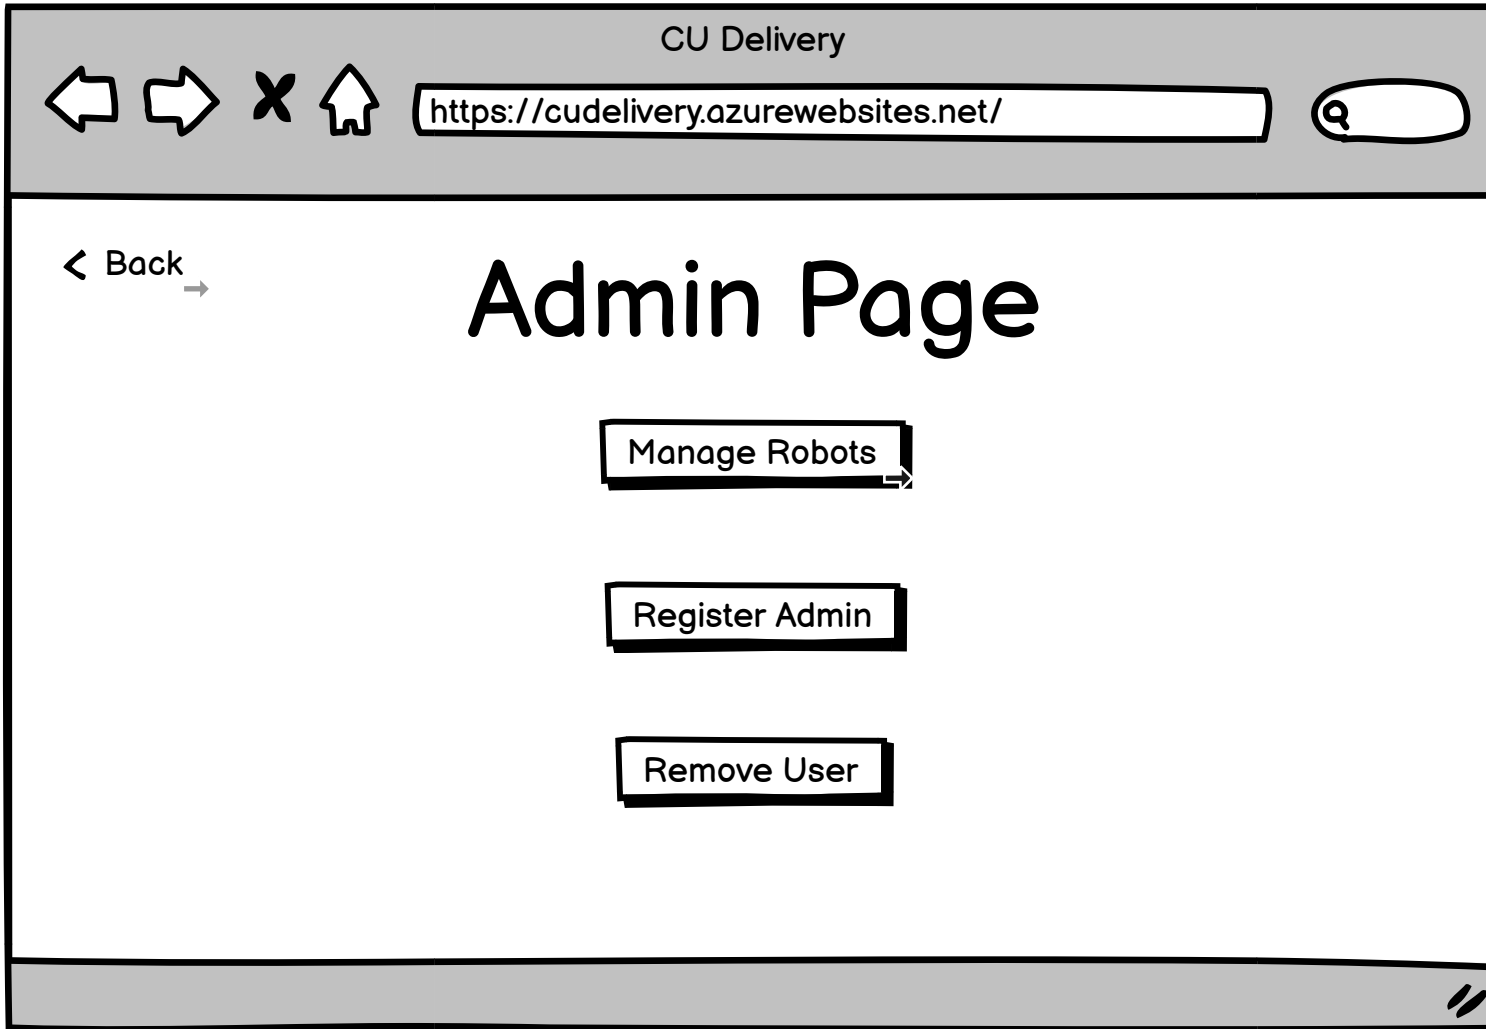 CU Delivery
https://cudelivery.azurewebsites.net/
Back
Admin Page
Manage Robots
Register Admin
Remove User